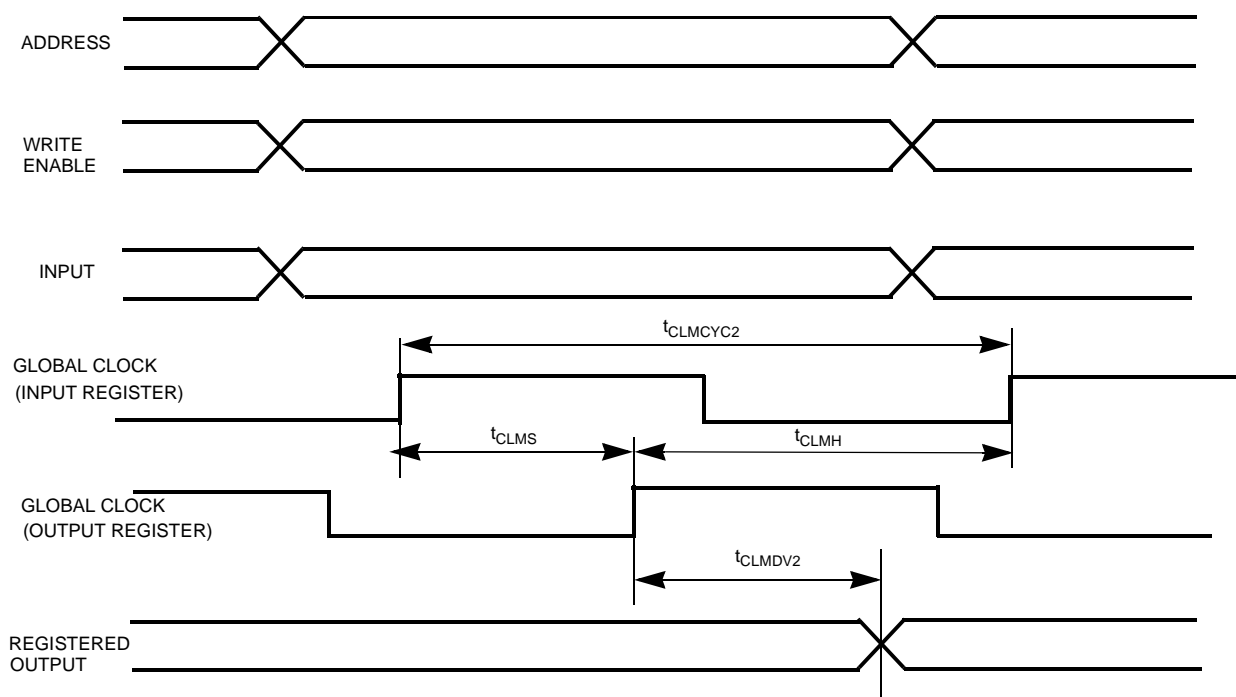 ADDRESS
WRITE
ENABLE
INPUT
tCLMCYC2
GLOBAL CLOCK
(INPUT REGISTER)
tCLMS
tCLMH
GLOBAL CLOCK
(OUTPUT REGISTER)
tCLMDV2
REGISTERED
OUTPUT